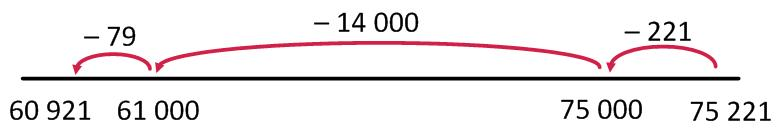 – 79 – 14 000 – 221
60 921 61 000 75 000 75 221